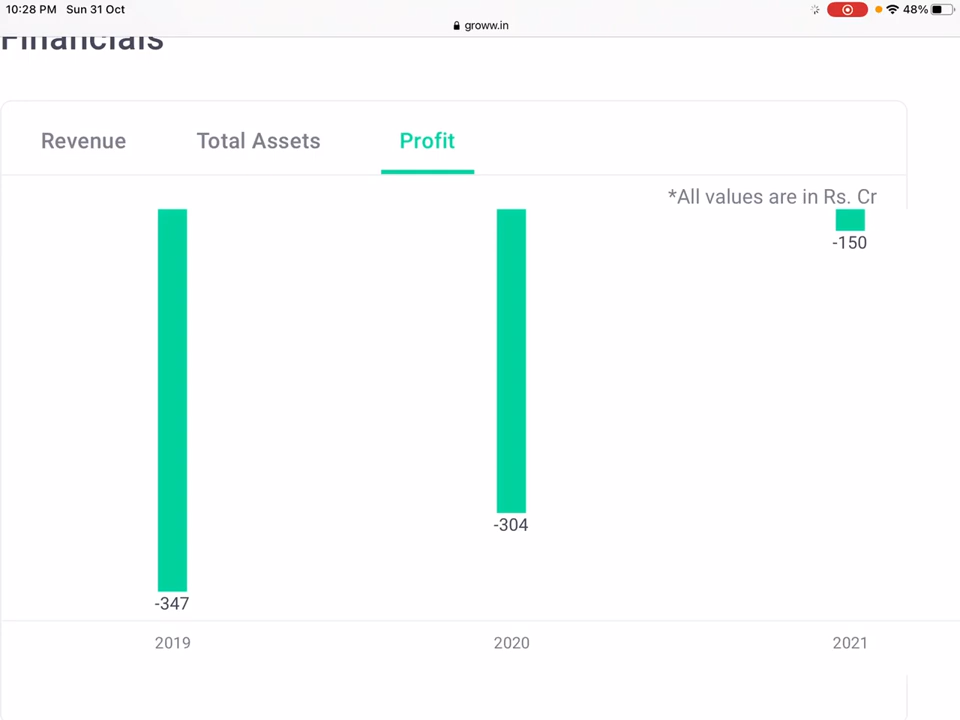 10:28 PM Sun 31 Oct
48%
groww.in
Financials
Revenue Total Assets Profit
*All values are in Rs. Cr
-150
-304
-347
2019 2020 2021